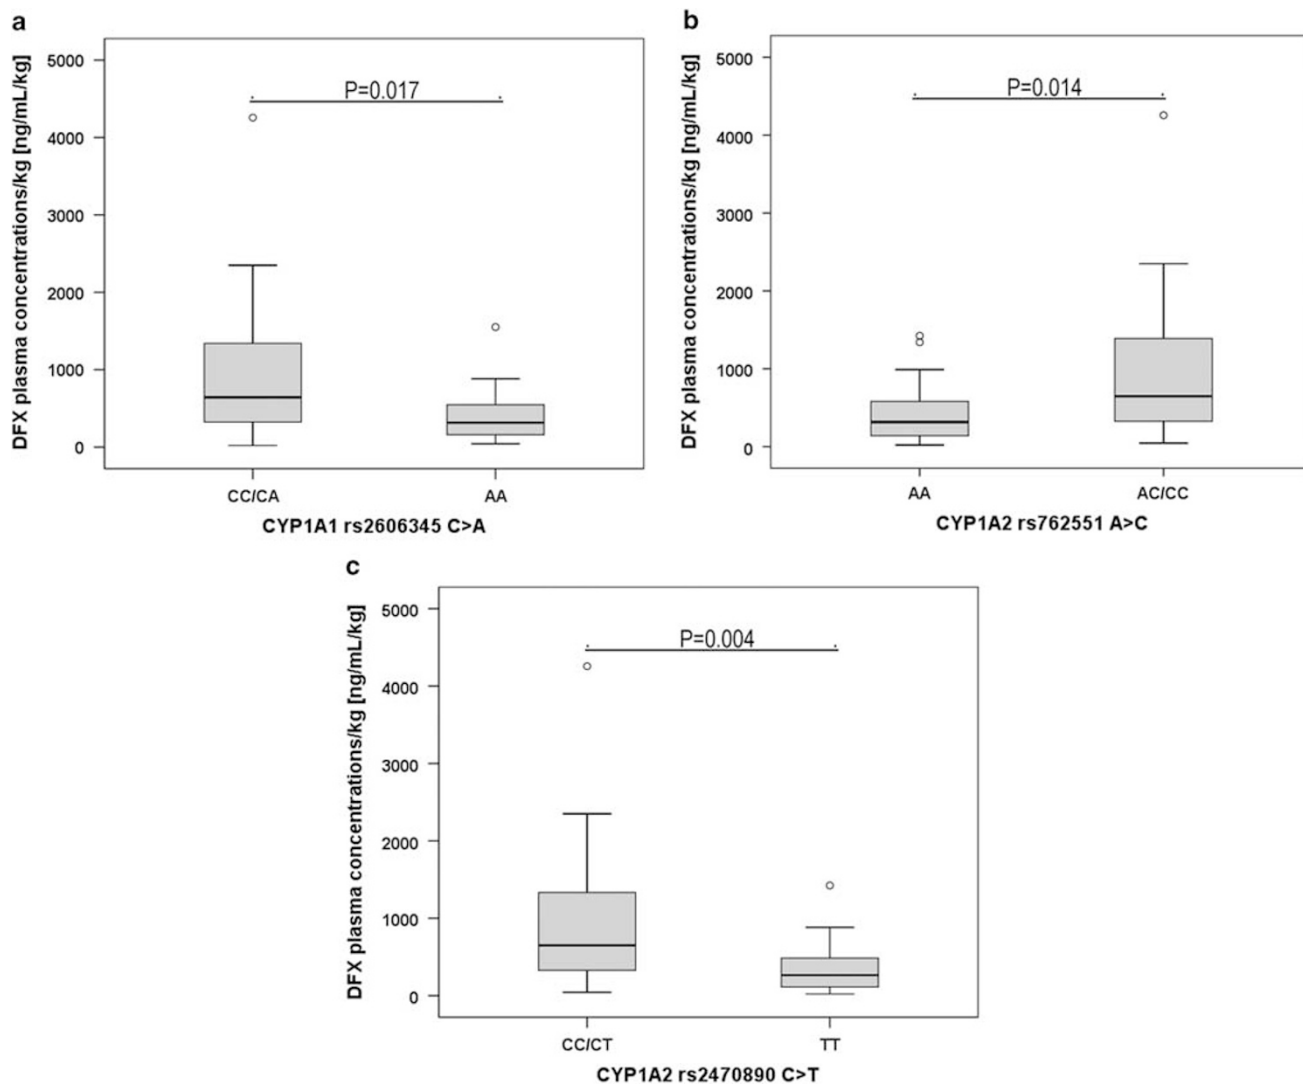 a
DFX plasma concentrations/kg [ng/mL/kg]
5000
4000
3000
2000
1000
0
P=0.017
CC/CA
AA
CYP1A1 rs2606345 C>A
b
DFX plasma concentrations/kg [ng/mL/kg]
5000
4000
3000
2000
1000
0
P=0.014
AA
AC/CC
CYP1A2 rs762551 A>C
c
DFX plasma concentrations/kg [ng/mL/kg]
5000
4000
3000
2000
1000
0
P=0.004
CC/CT
TT
CYP1A2 rs2470890 C>T